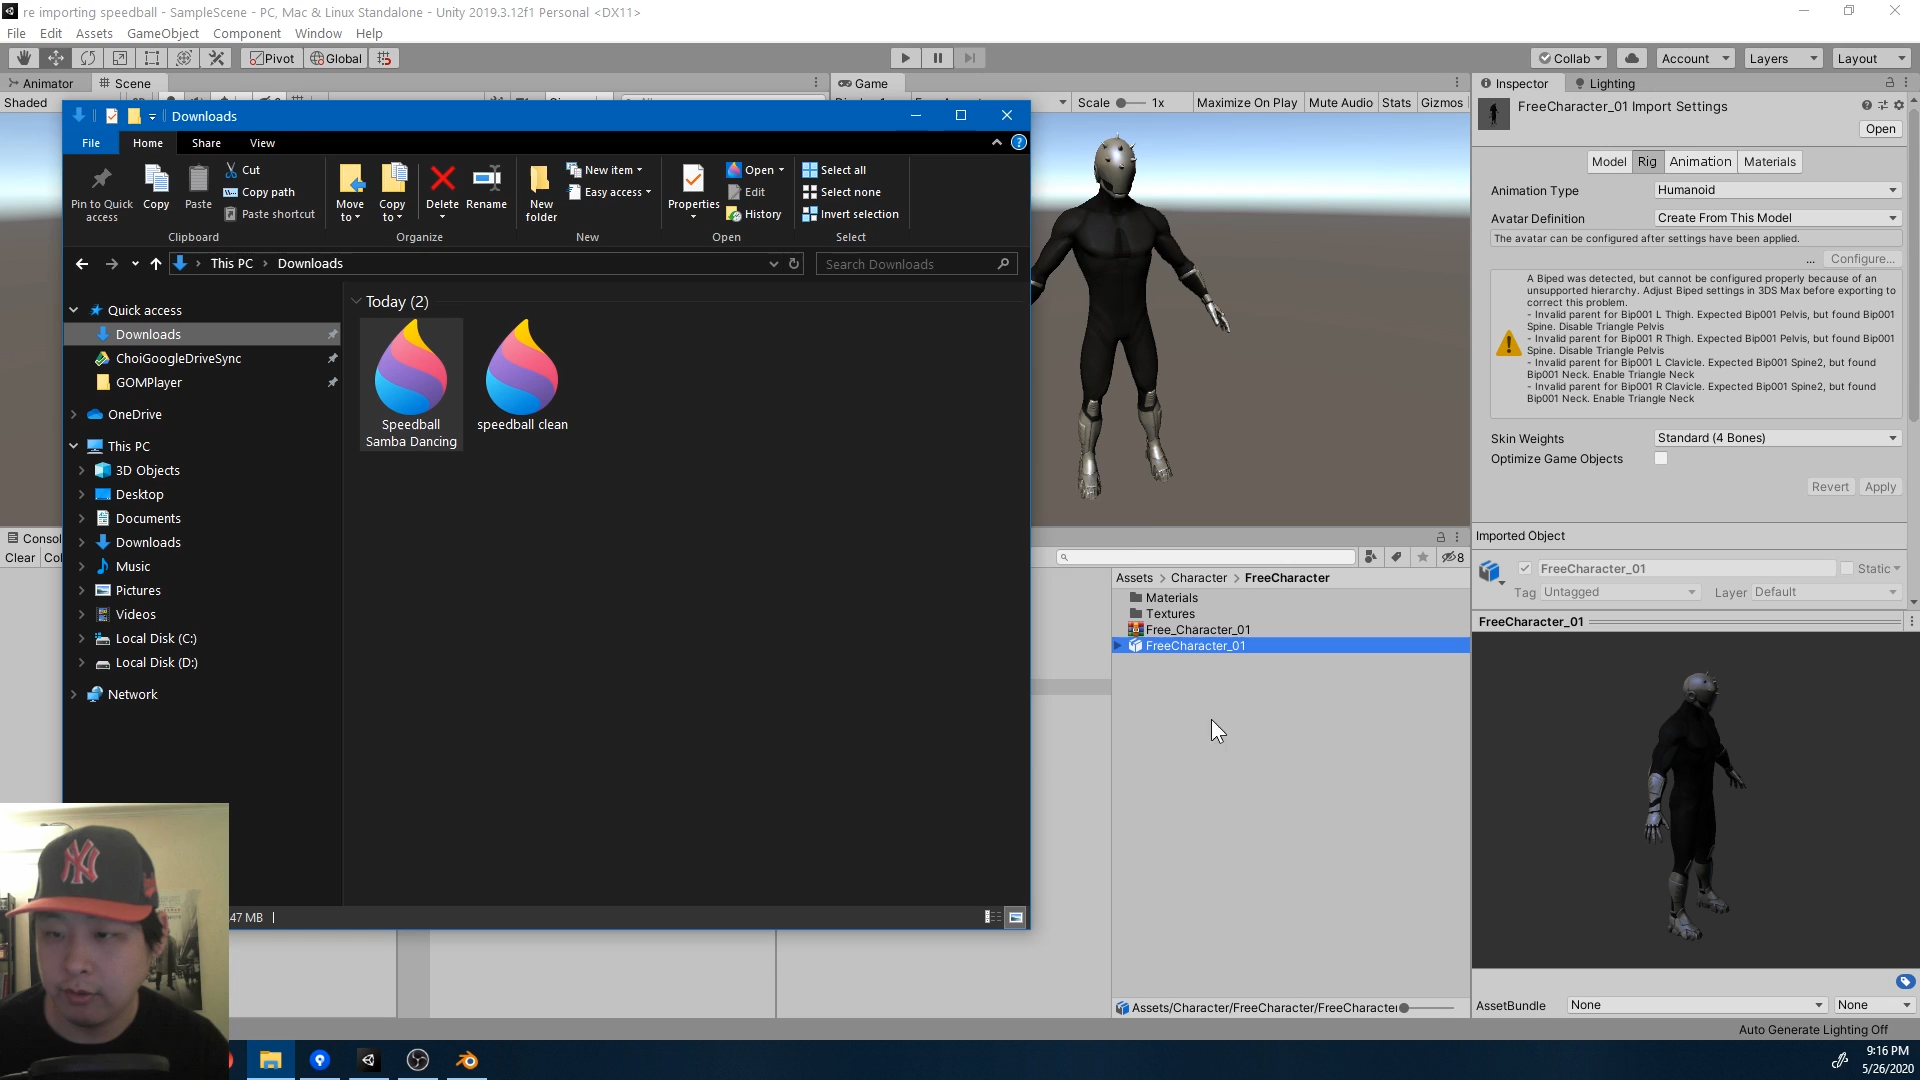 re importing speedball - SampleScene - PC, Mac & Linux Standalone - Unity 2019.3.12f1 Personal <DX11>
File Edit Assets GameObject Component Window Help
Pivot Global Collab Account Layers Layout
Animator Scene Game Inspector Lighting
Shaded
Scale 1x Maximize On Play Mute Audio Stats Gizmos
Downloads
File Home Share View
Pin to Quick access
Copy
Paste
Cut
Copy path
Paste shortcut
Clipboard
Move to
Copy to
Delete
Rename
Organize
New folder
New item
Easy access
New
Properties
Open
Edit
History
Open
Select all
Select none
Invert selection
Select
This PC > Downloads
Search Downloads
Quick access
Downloads
ChoiGoogleDriveSync
GOMPlayer
OneDrive
This PC
3D Objects
Desktop
Documents
Downloads
Music
Pictures
Videos
Local Disk (C:)
Local Disk (D:)
Network
Today (2)
Speedball
Samba Dancing
speedball clean
47 MB
Consol
Clear Col
NY
8
Assets > Character > FreeCharacter
Materials
Textures
Free_Character_01
FreeCharacter_01
Assets/Character/FreeCharacter/FreeCharacter
FreeCharacter_01 Import Settings
Open
Model Rig Animation Materials
Animation Type Humanoid
Avatar Definition Create From This Model
The avatar can be configured after settings have been applied.
... Configure...
A Biped was detected, but cannot be configured properly because of an
unsupported hierarchy. Adjust Biped settings in 3DS Max before exporting to
correct this problem.
- Invalid parent for Bip001 L Thigh. Expected Bip001 Pelvis, but found Bip001
Spine. Disable Triangle Pelvis
- Invalid parent for Bip001 R Thigh. Expected Bip001 Pelvis, but found Bip001
Spine. Disable Triangle Pelvis
- Invalid parent for Bip001 L Clavicle. Expected Bip001 Spine2, but found
Bip001 Neck. Enable Triangle Neck
- Invalid parent for Bip001 R Clavicle. Expected Bip001 Spine2, but found
Bip001 Neck. Enable Triangle Neck
Skin Weights Standard (4 Bones)
Optimize Game Objects
Revert Apply
Imported Object
FreeCharacter_01 Static
Tag Untagged Layer Default
FreeCharacter_01
AssetBundle None None
Auto Generate Lighting Off
9:16 PM
5/26/2020